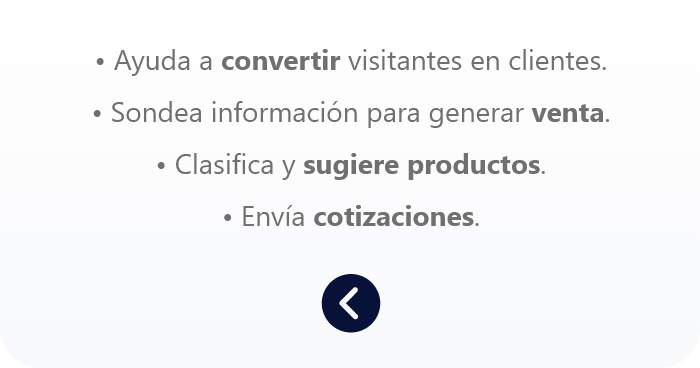 • Ayuda a convertir visitantes en clientes.
• Sondea información para generar venta.
• Clasifica y sugiere productos.
• Envía cotizaciones.